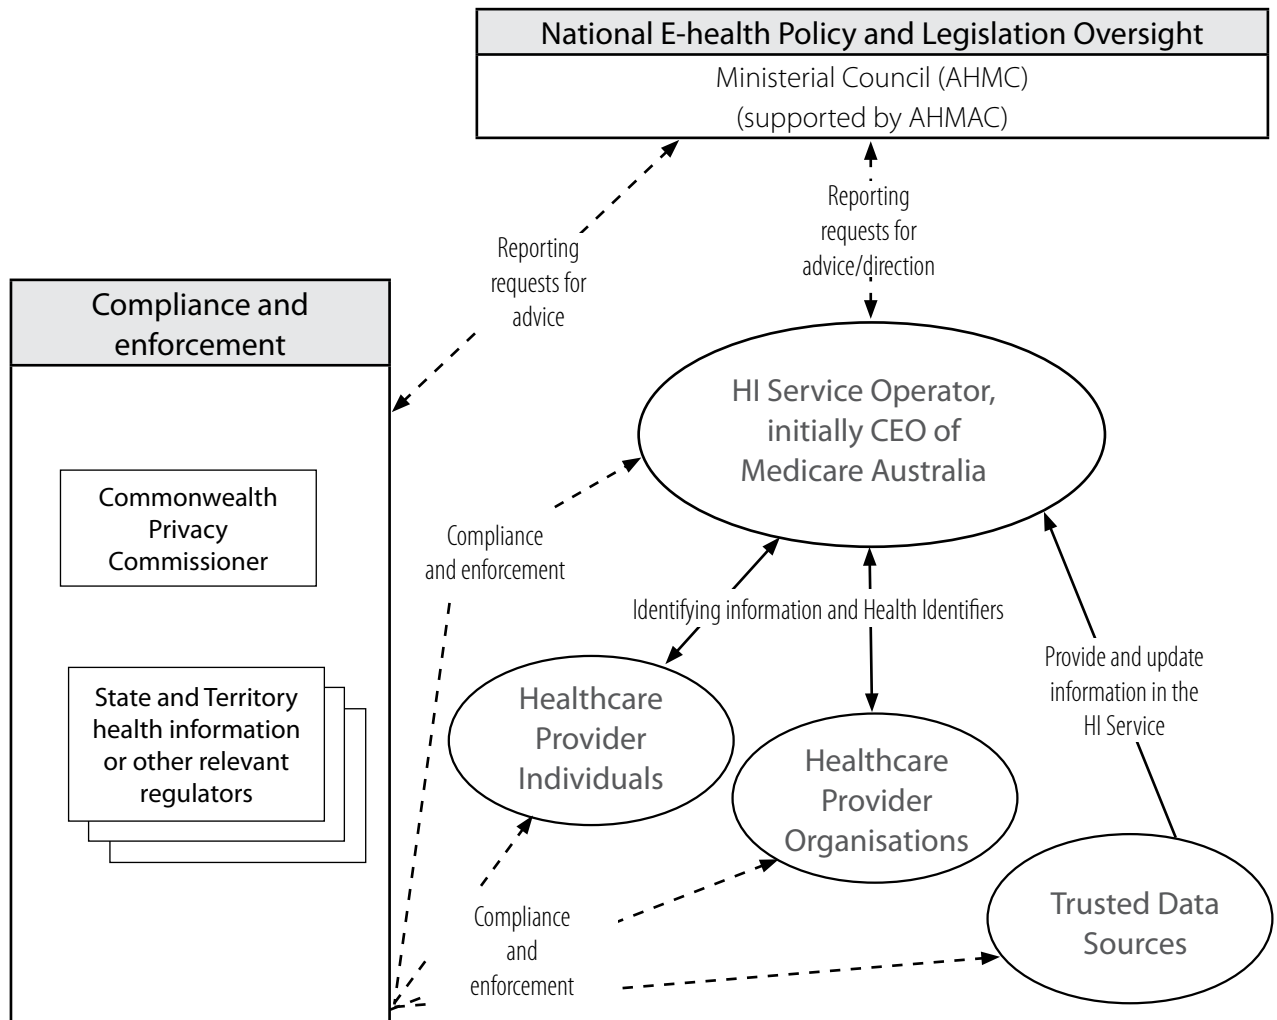 National E-health Policy and Legislation Oversight
Ministerial Council (AHMC)
(supported by AHMAC)
Reporting
requests for
advice/direction
Reporting
requests for
advice
Compliance and
enforcement
Commonwealth
Privacy
Commissioner
State and Territory
health information
or other relevant
regulators
HI Service Operator,
initially CEO of
Medicare Australia
Compliance
and enforcement
Identifying information and Health Identifiers
Provide and update
information in the
HI Service
Healthcare
Provider
Individuals
Healthcare
Provider
Organisations
Trusted Data
Sources
Compliance
and
enforcement